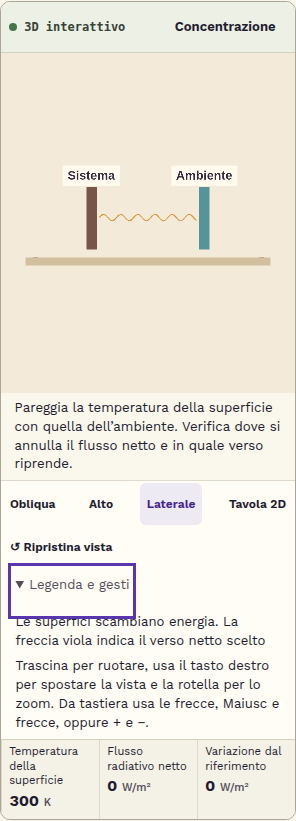 3D interattivo
Concentrazione
Sistema
Ambiente
Pareggia la temperatura della superficie
con quella dell’ambiente. Verifica dove si
annulla il flusso netto e in quale verso
riprende.
Obliqua
Alto
Laterale
Tavola 2D
↺ Ripristina vista
▼ Legenda e gesti
Le superfici scambiano energia. La
freccia viola indica il verso netto scelto
Trascina per ruotare, usa il tasto destro
per spostare la vista e la rotella per lo
zoom. Da tastiera usa le frecce, Maiusc e
frecce, oppure + e −.
Temperatura
della
superficie
300 K
Flusso
radiativo netto
0 W/m²
Variazione dal
riferimento
0 W/m²